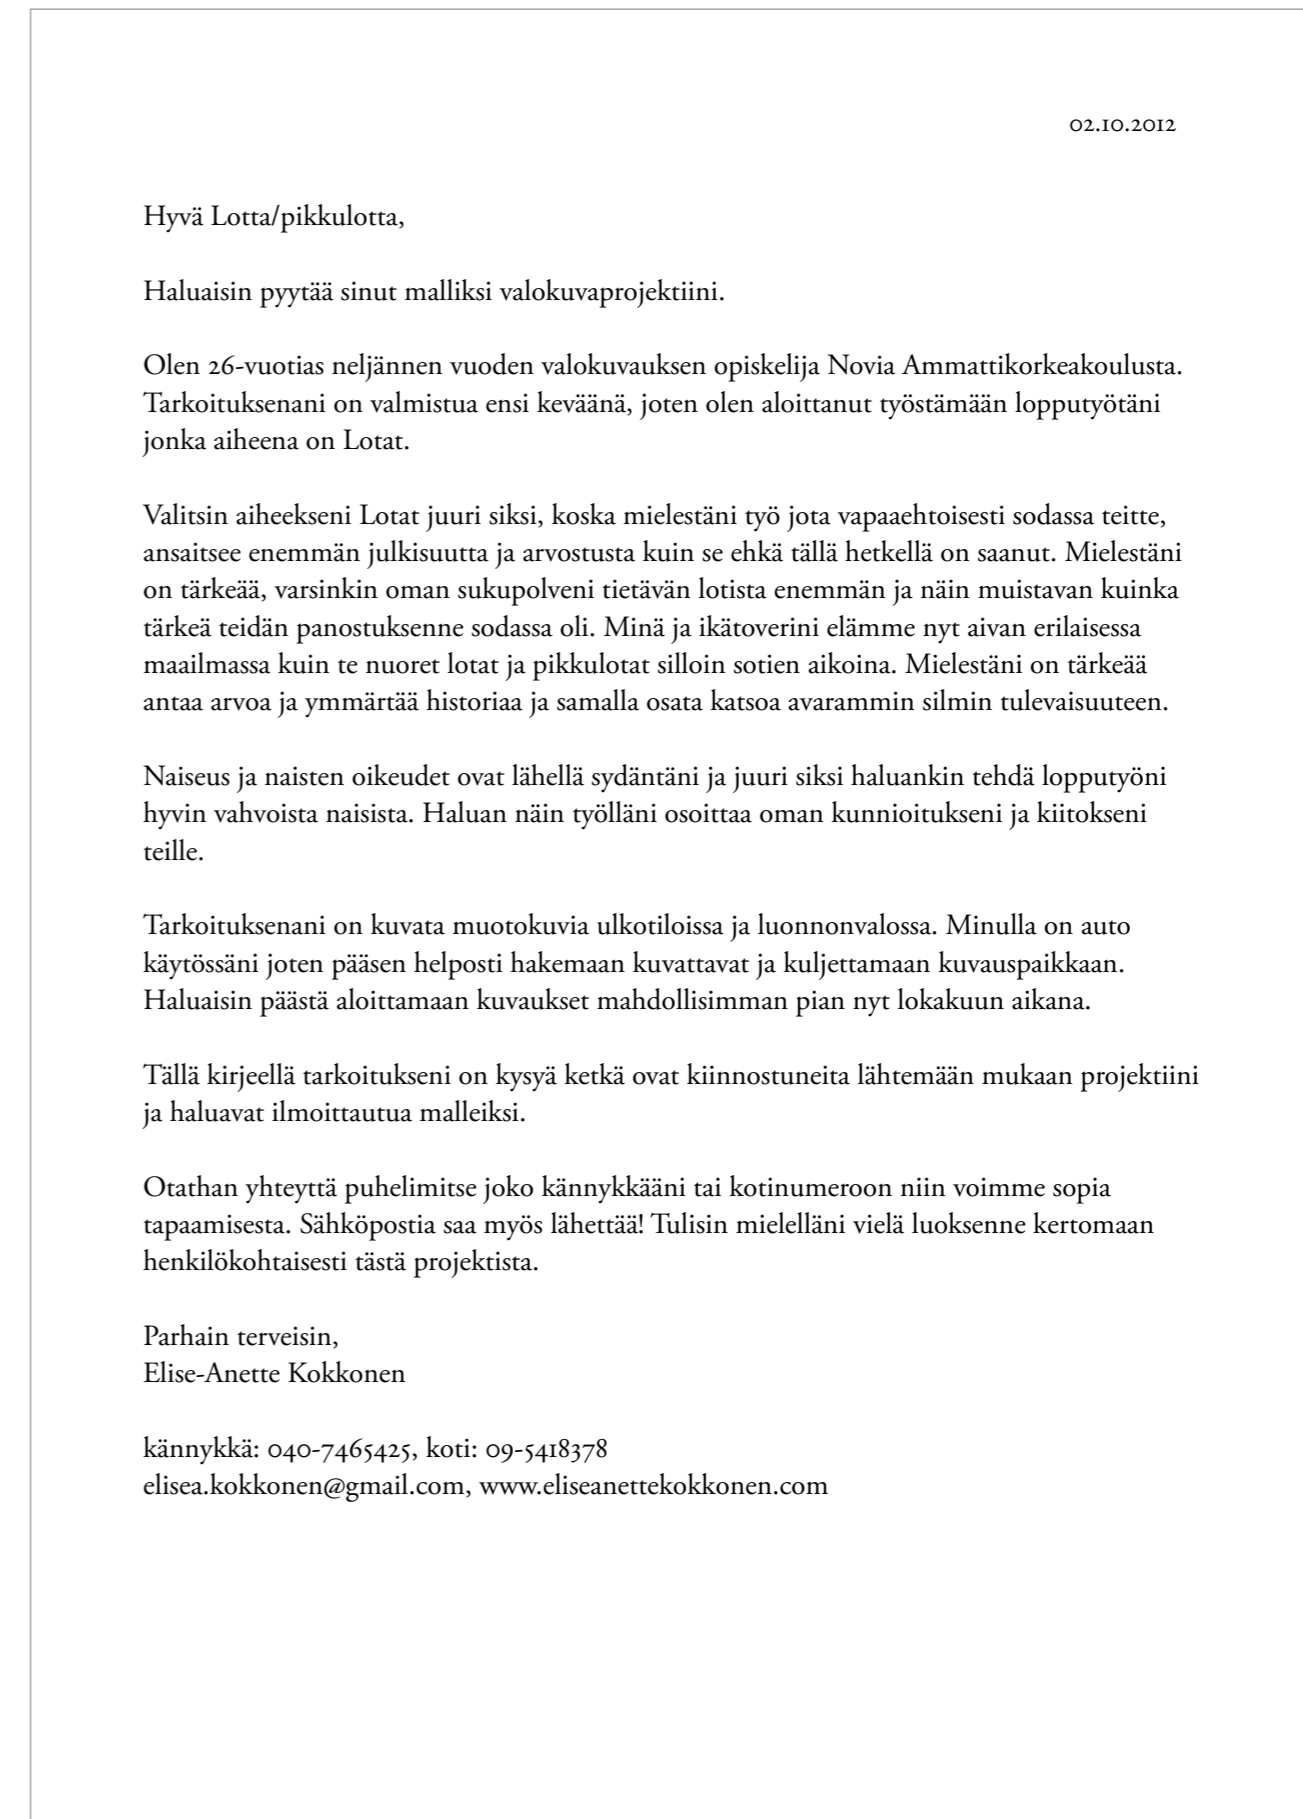 02.10.2012
Hyvä Lotta/pikkulotta,
Haluaisin pyytää sinut malliksi valokuvaprojektiini.
Olen 26-vuotias neljännen vuoden valokuvauksen opiskelija Novia Ammattikorkeakoulusta.
Tarkoituksenani on valmistua ensi keväänä, joten olen aloittanut työstämään lopputyötäni
jonka aiheena on Lotat.
Valitsin aiheekseni Lotat juuri siksi, koska mielestäni työ jota vapaaehtoisesti sodassa teitte,
ansaitsee enemmän julkisuutta ja arvostusta kuin se ehkä tällä hetkellä on saanut. Mielestäni
on tärkeää, varsinkin oman sukupolveni tietävän lotista enemmän ja näin muistavan kuinka
tärkeä teidän panostuksenne sodassa oli. Minä ja ikätoverini elämme nyt aivan erilaisessa
maailmassa kuin te nuoret lotat ja pikkulotat silloin sotien aikoina. Mielestäni on tärkeää
antaa arvoa ja ymmärtää historiaa ja samalla osata katsoa avarammin silmin tulevaisuuteen.
Naiseus ja naisten oikeudet ovat lähellä sydäntäni ja juuri siksi haluankin tehdä lopputyöni
hyvin vahvoista naisista. Haluan näin työlläni osoittaa oman kunnioitukseni ja kiitokseni
teille.
Tarkoituksenani on kuvata muotokuvia ulkotiloissa ja luonnonvalossa. Minulla on auto
käytössäni joten pääsen helposti hakemaan kuvattavat ja kuljettamaan kuvauspaikkaan.
Haluaisin päästä aloittamaan kuvaukset mahdollisimman pian nyt lokakuun aikana.
Tällä kirjeellä tarkoitukseni on kysyä ketkä ovat kiinnostuneita lähtemään mukaan projektiini
ja haluavat ilmoittautua malleiksi.
Otathan yhteyttä puhelimitse joko kännykkääni tai kotinumeroon niin voimme sopia
tapaamisesta. Sähköpostia saa myös lähettää! Tulisin mielelläni vielä luoksenne kertomaan
henkilökohtaisesti tästä projektista.
Parhain terveisin,
Elise-Anette Kokkonen
kännykkä: 040-7465425, koti: 09-5418378
elisea.kokkonen@gmail.com, www.eliseanettekokkonen.com